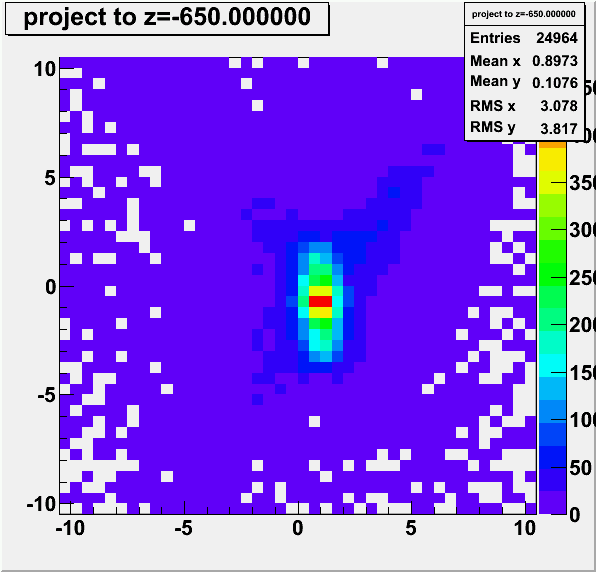 project to z=-650.000000
project to z=-650.000000
Entries 24964
Mean x 0.8973
Mean y 0.1076
RMS x 3.078
RMS y 3.817
10
5
0
-5
-10
-10 -5 0 5 10
350
300
250
200
150
100
50
0